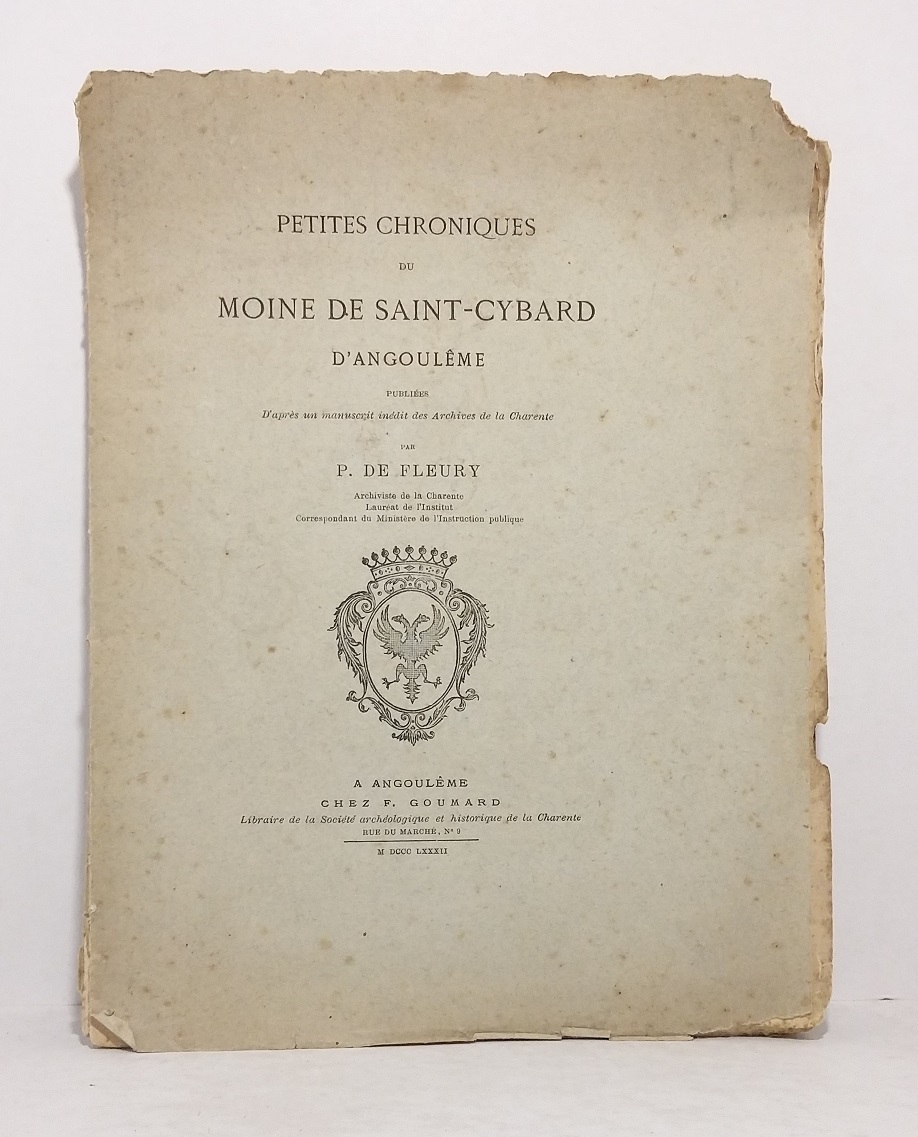 PETITES CHRONIQUES
DU
MOINE DE SAINT-CYBARD
D'ANGOULÊME
PUBLIÉES
D'après un manuscrit inédit des Archives de la Charente
PAR
P. DE FLEURY
Archiviste de la Charente
Lauréat de l'Institut
Correspondant du Ministère de l'Instruction publique
A ANGOULÊME
CHEZ F. GOUMARD
Libraire de la Société archéologique et historique de la Charente
RUE DU MARCHÉ, N° 9
M DCCC LXXXII